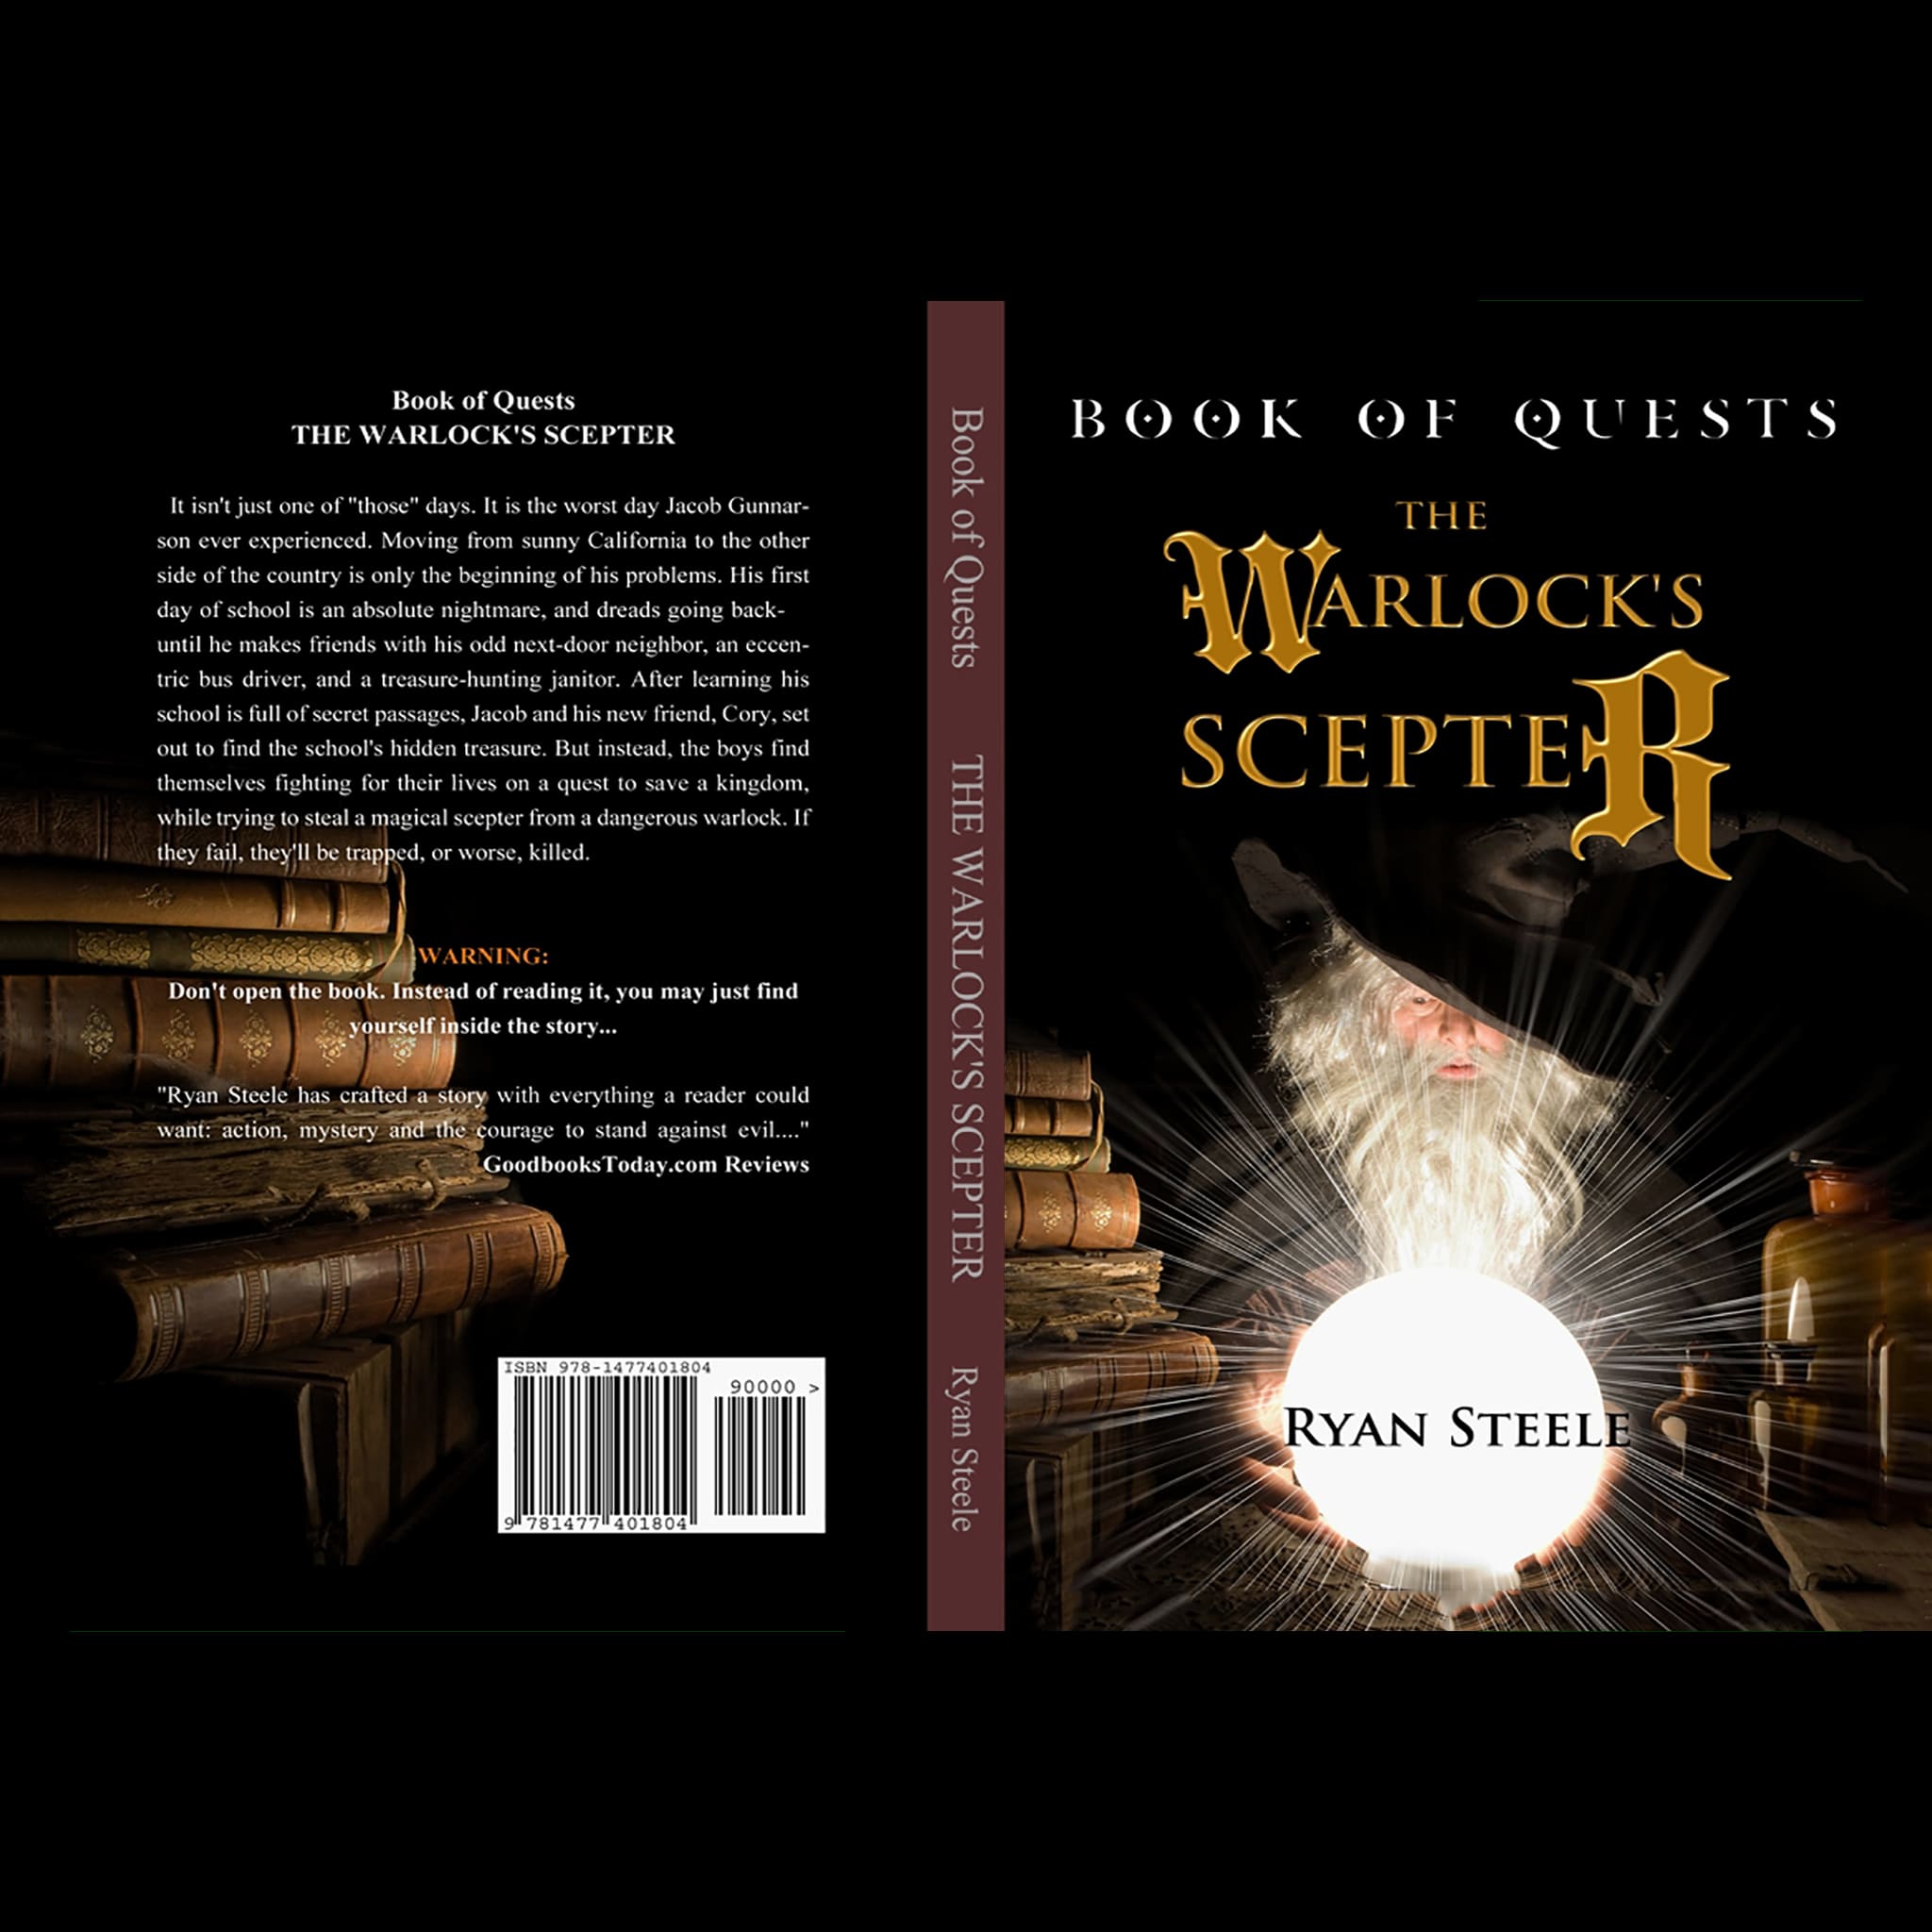 Book of Quests
THE WARLOCK'S SCEPTER
It isn't just one of "those" days. It is the worst day Jacob Gunnar-
son ever experienced. Moving from sunny California to the other
side of the country is only the beginning of his problems. His first
day of school is an absolute nightmare, and dreads going back-
until he makes friends with his odd next-door neighbor, an eccen-
tric bus driver, and a treasure-hunting janitor. After learning his
school is full of secret passages, Jacob and his new friend, Cory, set
out to find the school's hidden treasure. But instead, the boys find
themselves fighting for their lives on a quest to save a kingdom,
while trying to steal a magical scepter from a dangerous warlock. If
they fail, they'll be trapped, or worse, killed.
WARNING:
Don't open the book. Instead of reading it, you may just find
yourself inside the story...
"Ryan Steele has crafted a story with everything a reader could
want: action, mystery and the courage to stand against evil...."
GoodbooksToday.com Reviews
ISBN 978-1477401804
90000 >
9 781477 401804
Book of Quests THE WARLOCK'S SCEPTER Ryan Steele
BOOK OF QUESTS
THE
WARLOCK'S
SCEPTER
RYAN STEELE